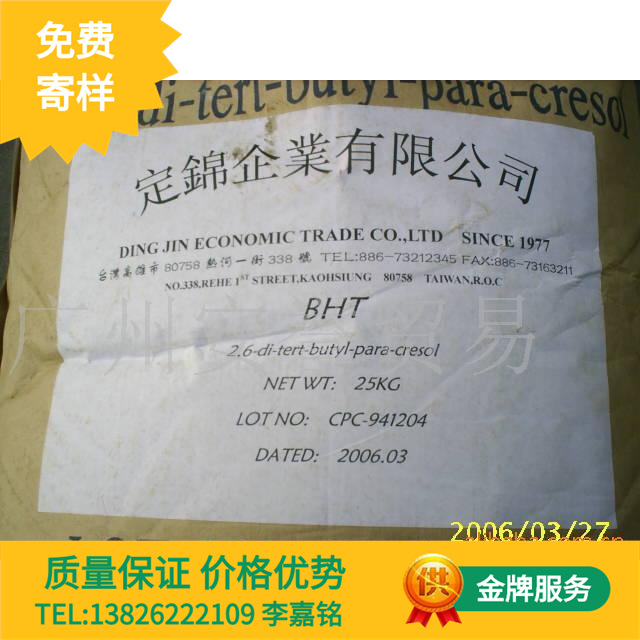 免费
寄样
di-tert-butyl-para-cresol
定錦企業有限公司
DING JIN ECONOMIC TRADE CO.,LTD SINCE 1977
台灣高雄市 80758 熱河一街 338 號 TEL:886-73212345 FAX:886-73163211
NO.338,REHE 1ST STREET,KAOHSIUNG 80758 TAIWAN,R.O.C
BHT
2,6-di-tert-butyl-para-cresol
NET WT: 25KG
LOT NO: CPC-941204
DATED: 2006.03
广州 贸易
2006/03/27
质量保证 价格优势
TEL:13826222109 李嘉铭
供
金牌服务